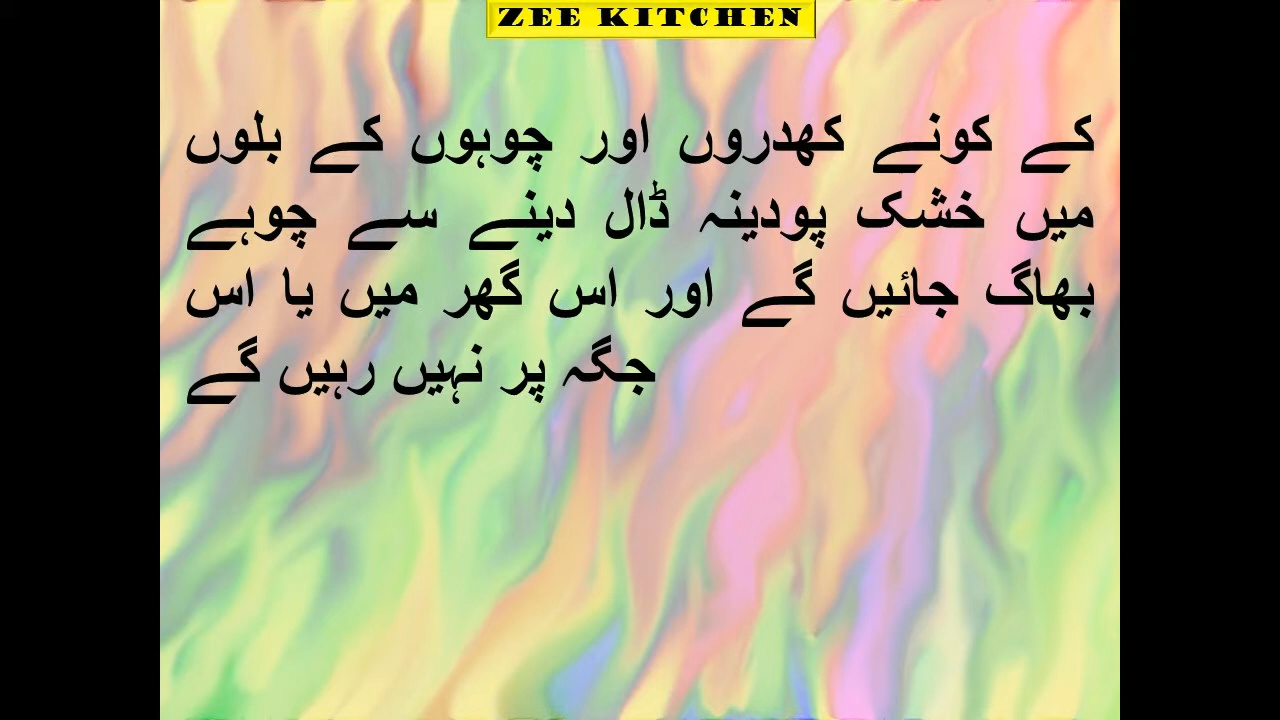 ZEE KITCHEN
کے کونے کھدروں اور چوہوں کے بلوں
میں خشک پودینہ ڈال دینے سے چوہے
بھاگ جائیں گے اور اس گھر میں یا اس
جگہ پر نہیں رہیں گے